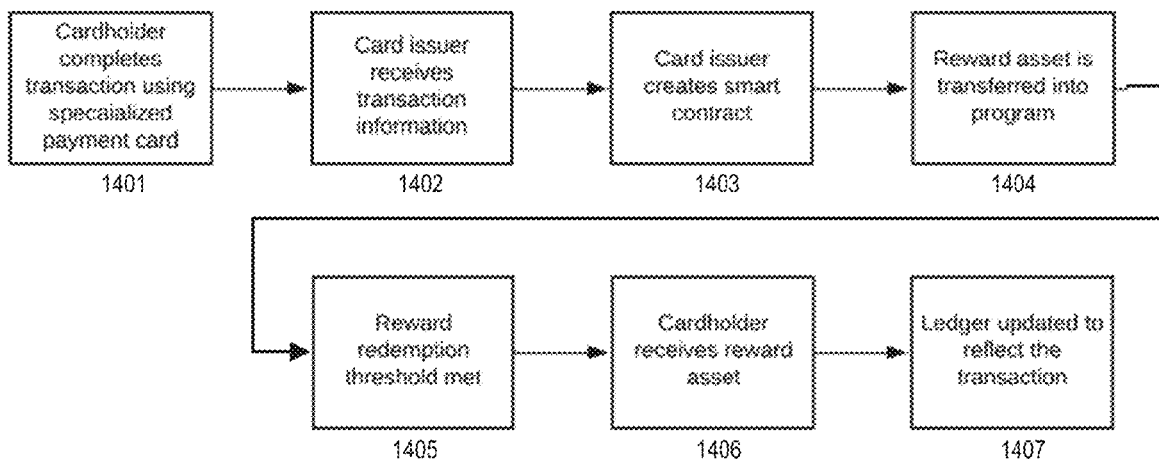 Cardholder
completes
transaction using
specaialized
payment card
1401
Card issuer
receives
transaction
information
1402
Card issuer
creates smart
contract
1403
Reward asset is
transferred into
program
1404
Reward
redemption
threshold met
1405
Cardholder
receives reward
asset
1406
Ledger updated to
reflect the
transaction
1407